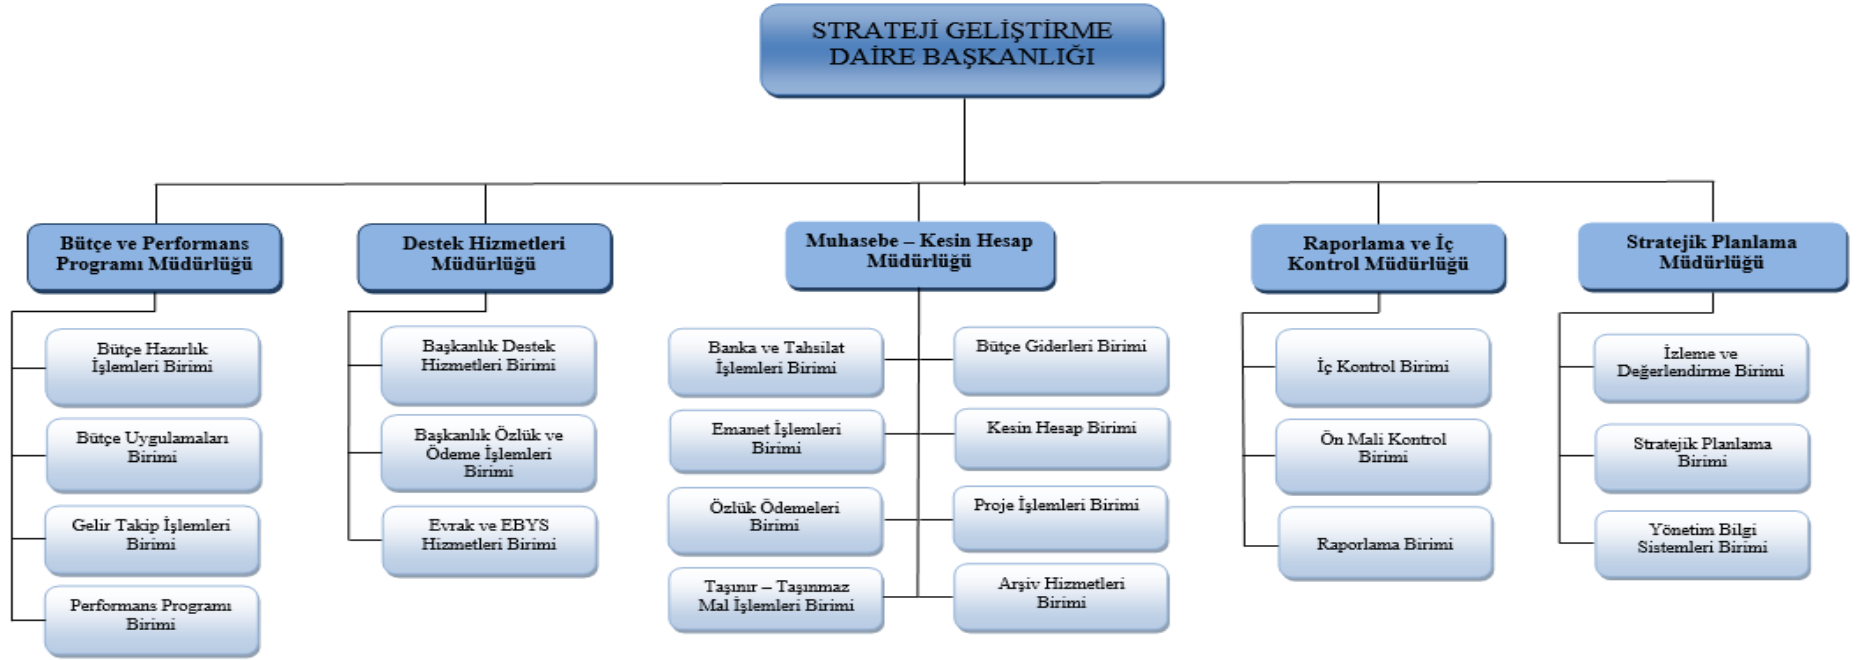 STRATEJİ GELİŞTİRME
DAİRE BAŞKANLIĞI
Bütçe ve Performans
Programı Müdürlüğü
Bütçe Hazırlık
İşlemleri Birimi
Bütçe Uygulamaları
Birimi
Gelir Takip İşlemleri
Birimi
Performans Programı
Birimi
Destek Hizmetleri
Müdürlüğü
Başkanlık Destek
Hizmetleri Birimi
Başkanlık Özlük ve
Ödeme İşlemleri
Birimi
Evrak ve EBYS
Hizmetleri Birimi
Muhasebe – Kesin Hesap
Müdürlüğü
Banka ve Tahsilat
İşlemleri Birimi
Emanet İşlemleri
Birimi
Özlük Ödemeleri
Birimi
Taşınır – Taşınmaz
Mal İşlemleri Birimi
Bütçe Giderleri Birimi
Kesin Hesap Birimi
Proje İşlemleri Birimi
Arşiv Hizmetleri
Birimi
Raporlama ve İç
Kontrol Müdürlüğü
İç Kontrol Birimi
Ön Mali Kontrol
Birimi
Raporlama Birimi
Stratejik Planlama
Müdürlüğü
İzleme ve
Değerlendirme Birimi
Stratejik Planlama
Birimi
Yönetim Bilgi
Sistemleri Birimi